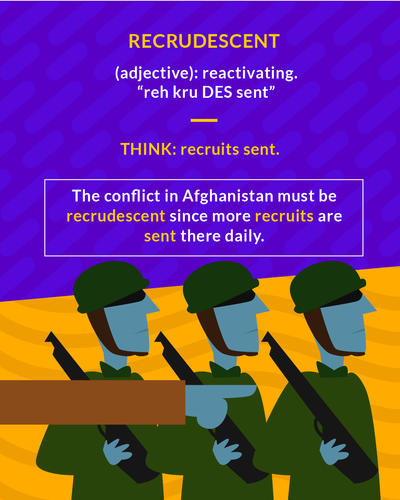 RECRUDESCENT
(adjective): reactivating.
“reh kru DES sent”
THINK: recruits sent.
The conflict in Afghanistan must be
recrudescent since more recruits are
sent there daily.